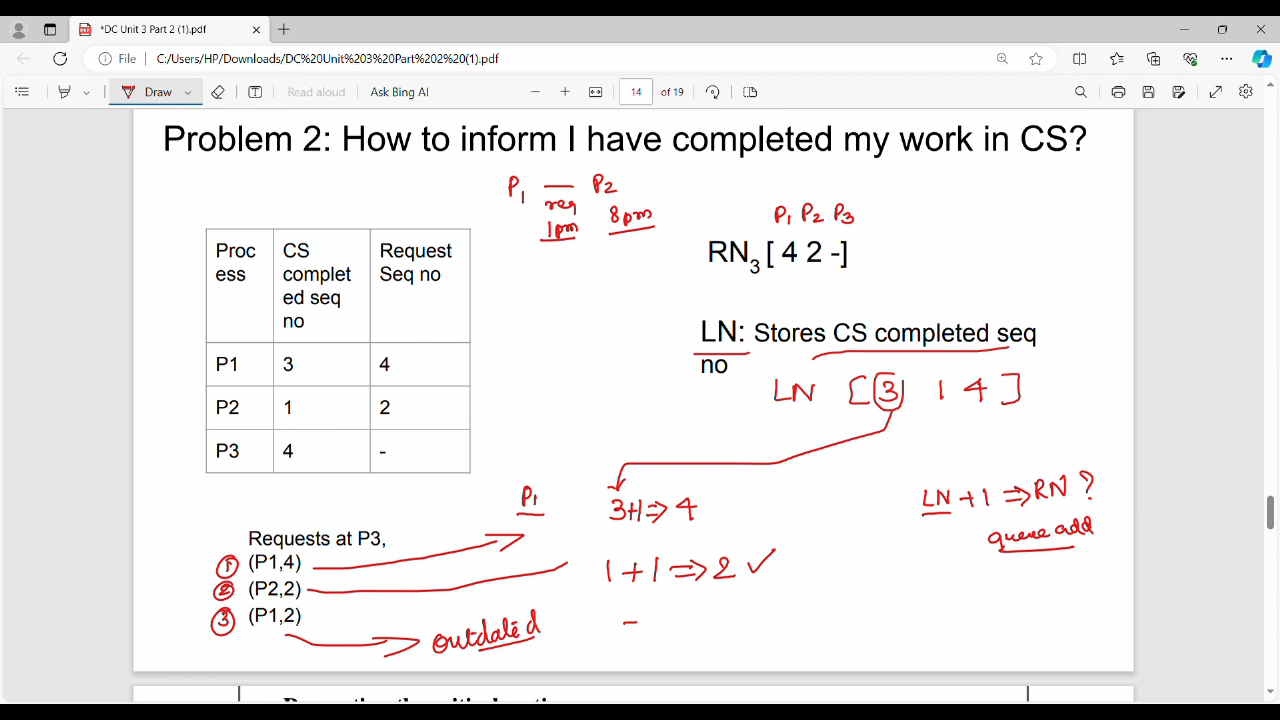 *DC Unit 3 Part 2 (1).pdf
File C:/Users/HP/Downloads/DC%20Unit%203%20Part%202%20(1).pdf
Draw Read aloud Ask Bing AI 14 of 19
Problem 2: How to inform I have completed my work in CS?
P1 — P2
req
1pm 8pm
P1 P2 P3
RN3 [ 4 2 -]
Proc
ess
CS
complet
ed seq
no
Request
Seq no
P1 3 4
P2 1 2
P3 4 -
LN: Stores CS completed seq
no
LN [ 3 1 4 ]
P1 3+1 ⇒ 4
LN + 1 ⇒ RN ?
queue add
Requests at P3,
1 (P1,4)
2 (P2,2)
3 (P1,2)
1 + 1 ⇒ 2 ✓
outdated -